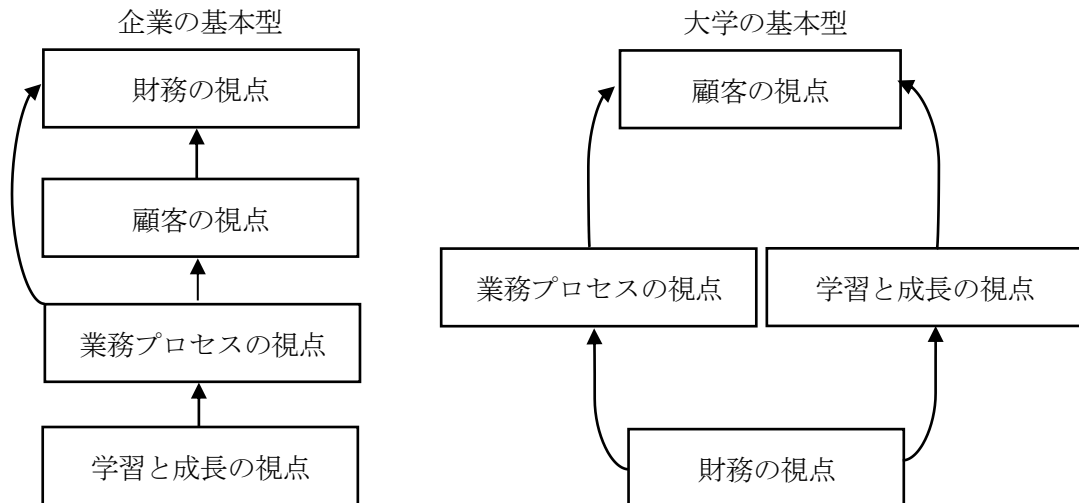 企業の基本型
財務の視点
顧客の視点
業務プロセスの視点
学習と成長の視点
大学の基本型
顧客の視点
業務プロセスの視点
学習と成長の視点
財務の視点